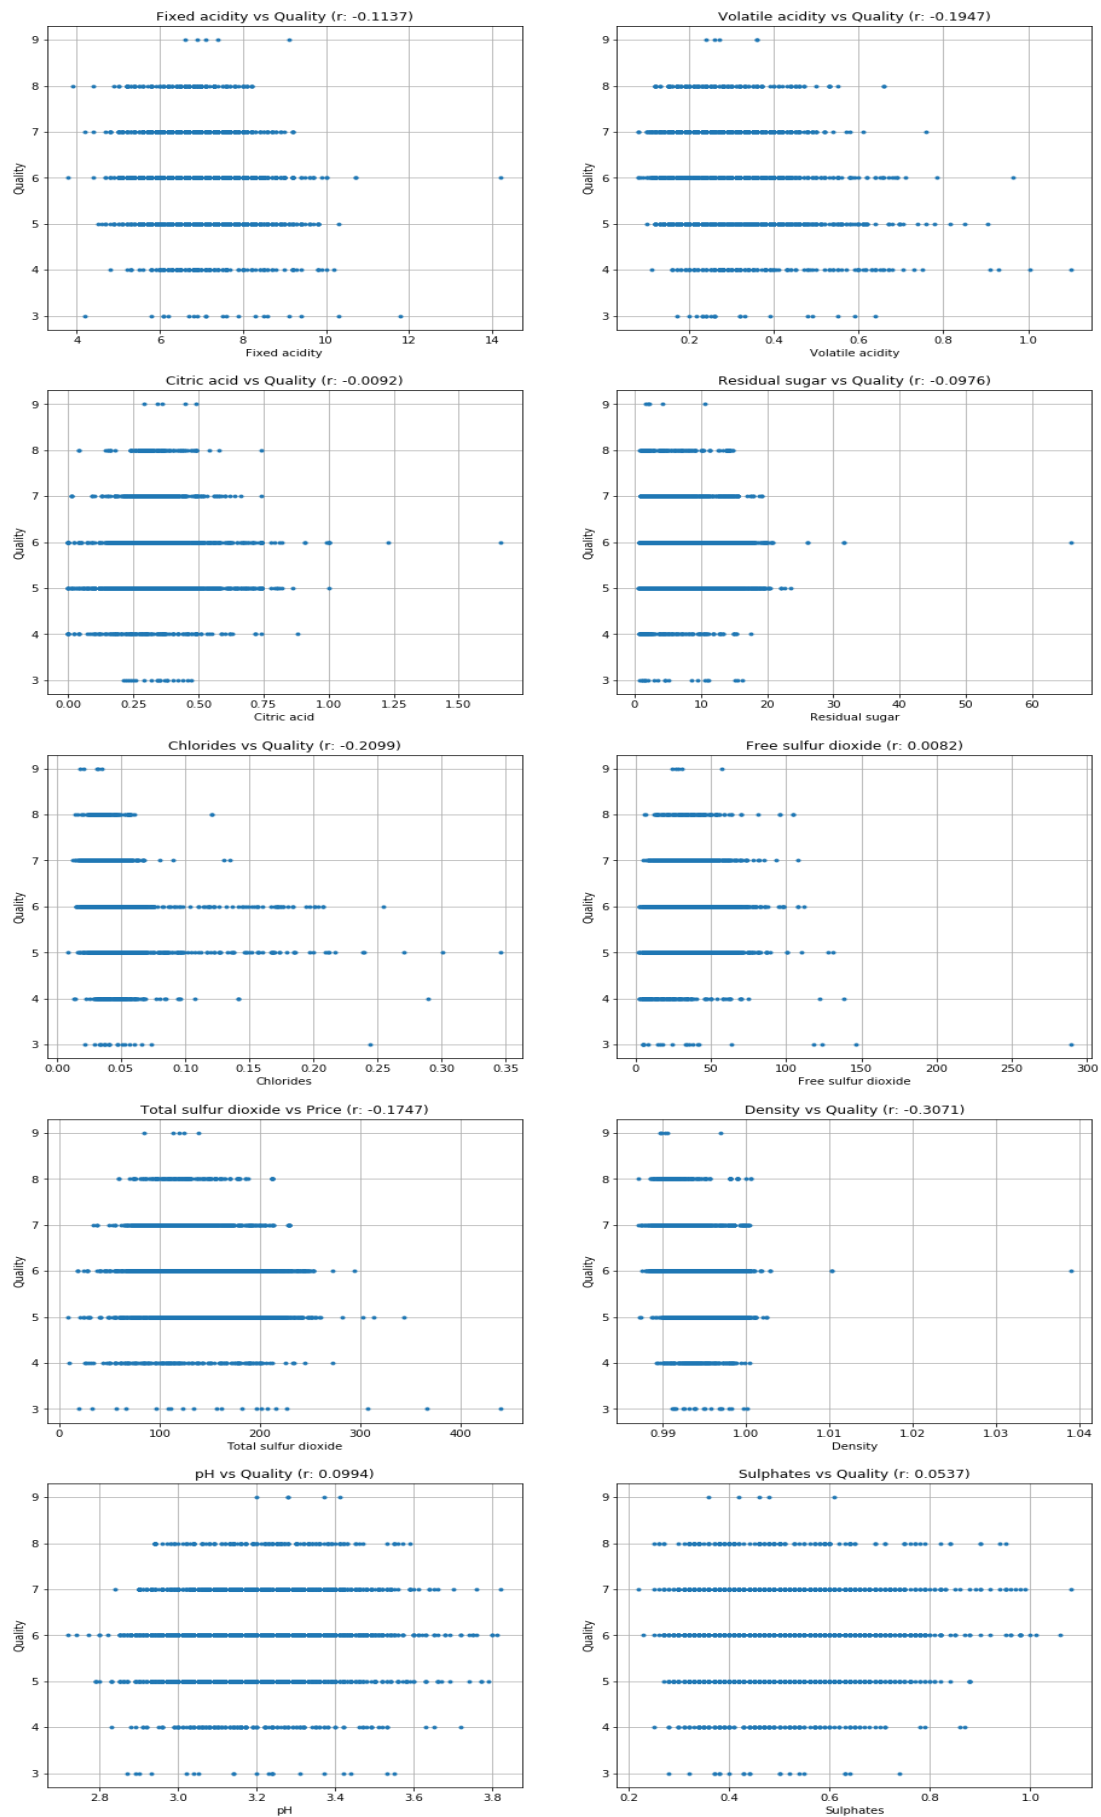 Fixed acidity vs Quality (r: -0.1137)
9
8
7
6
5
4
3
Quality
4 6 8 10 12 14
Fixed acidity
Volatile acidity vs Quality (r: -0.1947)
9
8
7
6
5
4
3
Quality
0.2 0.4 0.6 0.8 1.0
Volatile acidity
Citric acid vs Quality (r: -0.0092)
9
8
7
6
5
4
3
Quality
0.00 0.25 0.50 0.75 1.00 1.25 1.50
Citric acid
Residual sugar vs Quality (r: -0.0976)
9
8
7
6
5
4
3
Quality
0 10 20 30 40 50 60
Residual sugar
Chlorides vs Quality (r: -0.2099)
9
8
7
6
5
4
3
Quality
0.00 0.05 0.10 0.15 0.20 0.25 0.30 0.35
Chlorides
Free sulfur dioxide (r: 0.0082)
9
8
7
6
5
4
3
Quality
0 50 100 150 200 250 300
Free sulfur dioxide
Total sulfur dioxide vs Price (r: -0.1747)
9
8
7
6
5
4
3
Quality
0 100 200 300 400
Total sulfur dioxide
Density vs Quality (r: -0.3071)
9
8
7
6
5
4
3
Quality
0.99 1.00 1.01 1.02 1.03 1.04
Density
pH vs Quality (r: 0.0994)
9
8
7
6
5
4
3
Quality
2.8 3.0 3.2 3.4 3.6 3.8
pH
Sulphates vs Quality (r: 0.0537)
9
8
7
6
5
4
3
Quality
0.2 0.4 0.6 0.8 1.0
Sulphates